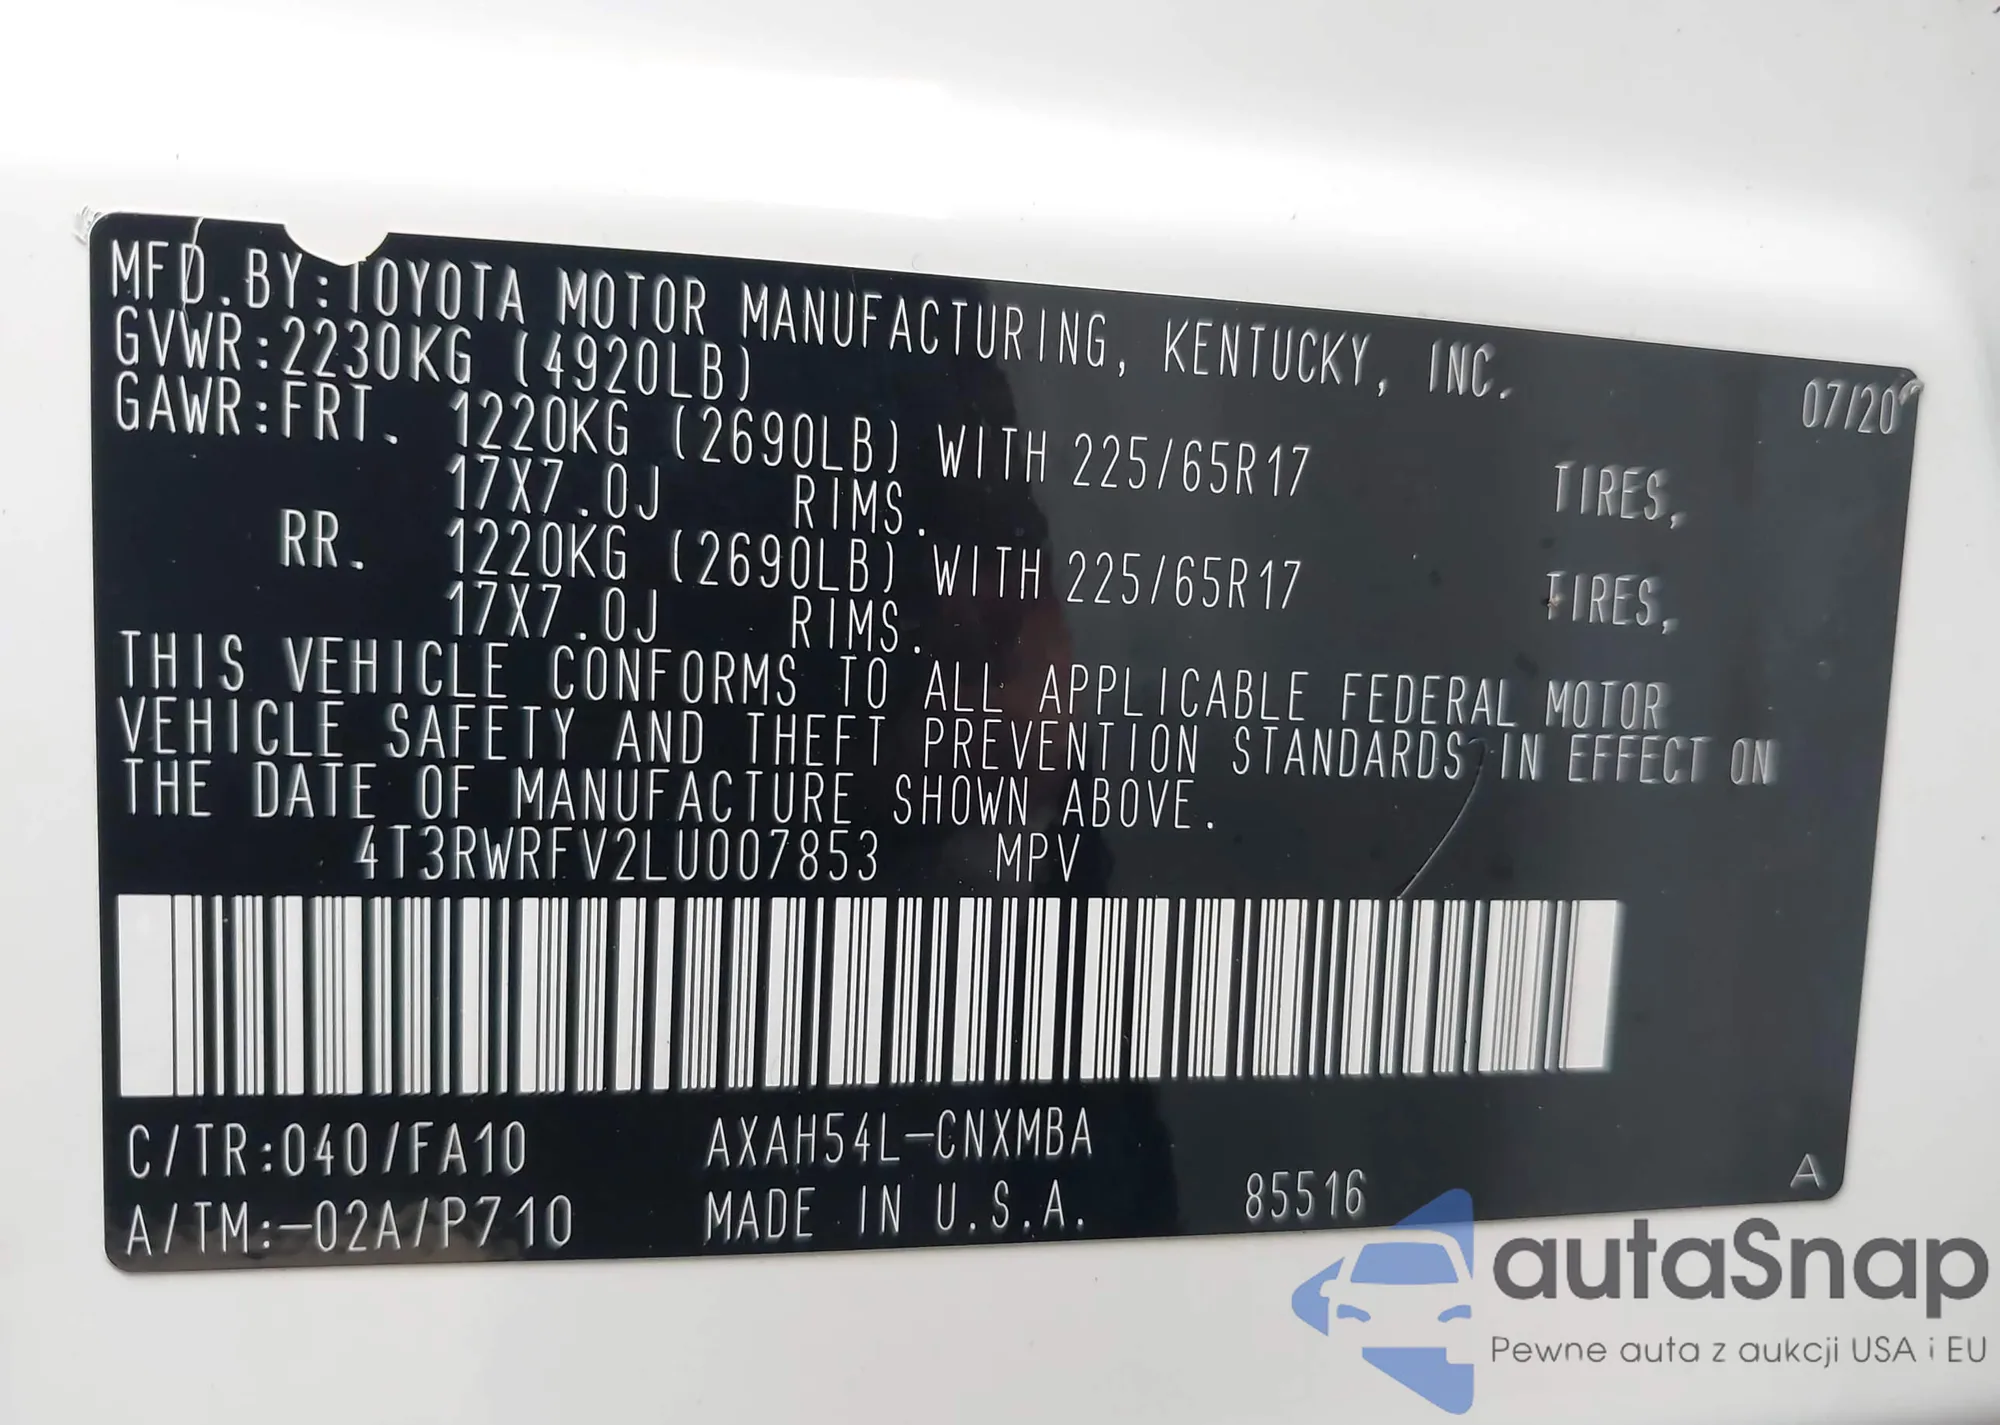 MFD.BY:TOYOTA MOTOR MANUFACTURING, KENTUCKY, INC. 07/20
GVWR:2230KG (4920LB)
GAWR:FRT. 1220KG (2690LB) WITH 225/65R17 TIRES,
17X7.0J RIMS.
RR. 1220KG (2690LB) WITH 225/65R17 TIRES,
17X7.0J RIMS.
THIS VEHICLE CONFORMS TO ALL APPLICABLE FEDERAL MOTOR
VEHICLE SAFETY AND THEFT PREVENTION STANDARDS IN EFFECT ON
THE DATE OF MANUFACTURE SHOWN ABOVE.
4T3RWRFV2LU007853 MPV
C/TR:040/FA10 AXAH54L-CNXMBA
A/TM:-02A/P710 MADE IN U.S.A. 85516 A
autaSnap
Pewne auta z aukcji USA i EU